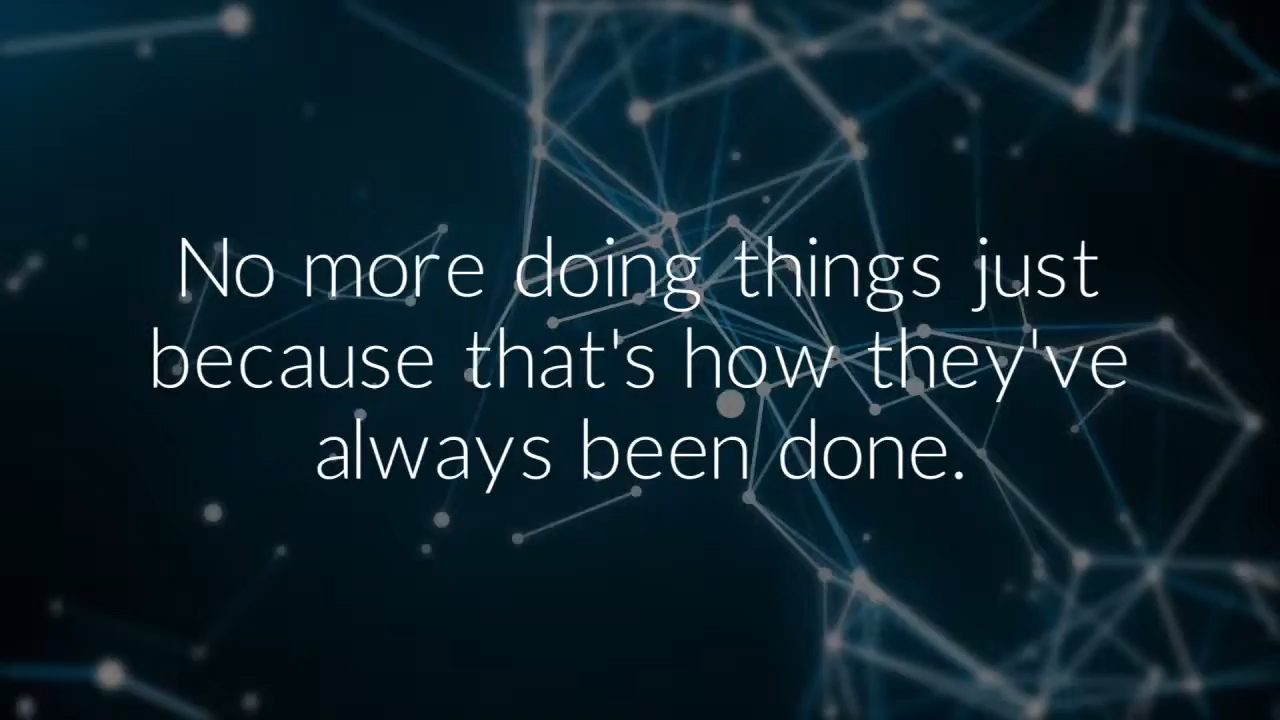 No more doing things just
because that's how they've
always been done.